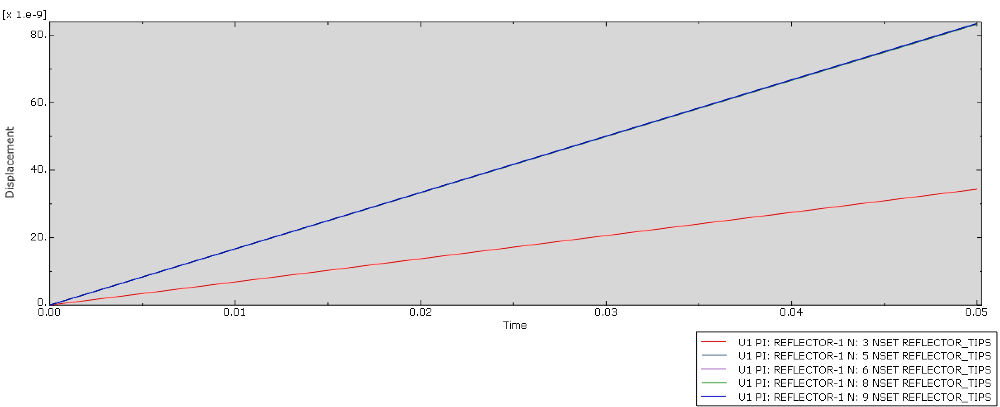 [x 1.e-9]
80.
60.
40.
20.
0.
Displacement
0.00 0.01 0.02 0.03 0.04 0.05
Time
U1 PI: REFLECTOR-1 N: 3 NSET REFLECTOR_TIPS
U1 PI: REFLECTOR-1 N: 5 NSET REFLECTOR_TIPS
U1 PI: REFLECTOR-1 N: 6 NSET REFLECTOR_TIPS
U1 PI: REFLECTOR-1 N: 8 NSET REFLECTOR_TIPS
U1 PI: REFLECTOR-1 N: 9 NSET REFLECTOR_TIPS